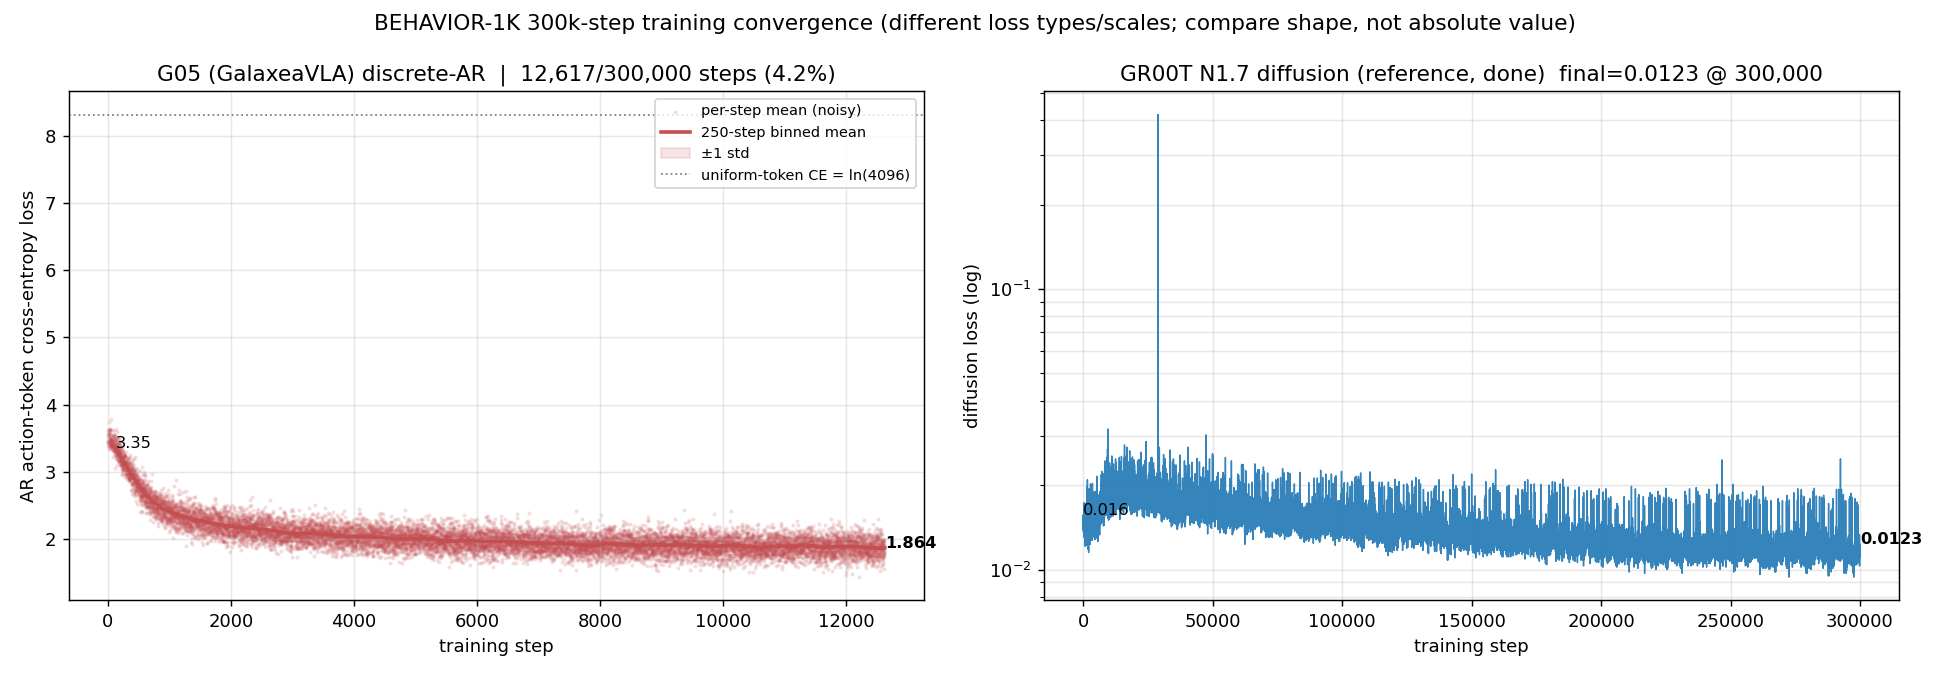 BEHAVIOR-1K 300k-step training convergence (different loss types/scales; compare shape, not absolute value)
G05 (GalaxeaVLA) discrete-AR | 12,617/300,000 steps (4.2%)
AR action-token cross-entropy loss
8
7
6
5
4
3
2
per-step mean (noisy)
250-step binned mean
±1 std
uniform-token CE = ln(4096)
3.35
1.864
0
2000
4000
6000
8000
10000
12000
training step
GR00T N1.7 diffusion (reference, done) final=0.0123 @ 300,000
diffusion loss (log)
10⁻¹
10⁻²
0.016
0.0123
0
50000
100000
150000
200000
250000
300000
training step